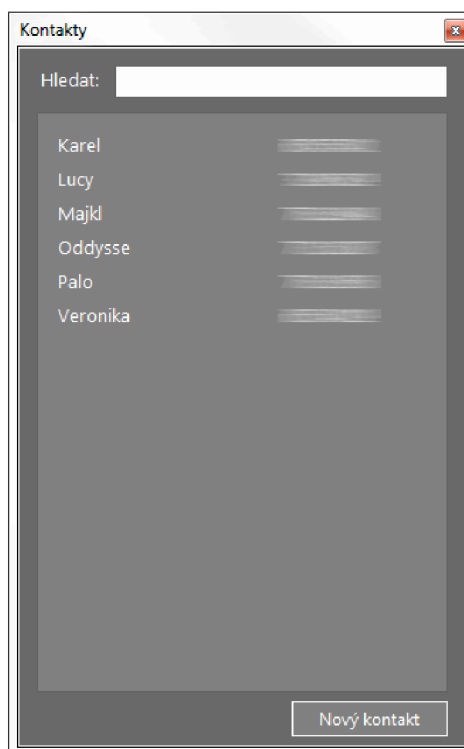 Kontakty
Hledat:
Karel
Lucy
Majkl
Oddysse
Palo
Veronika
Nový kontakt